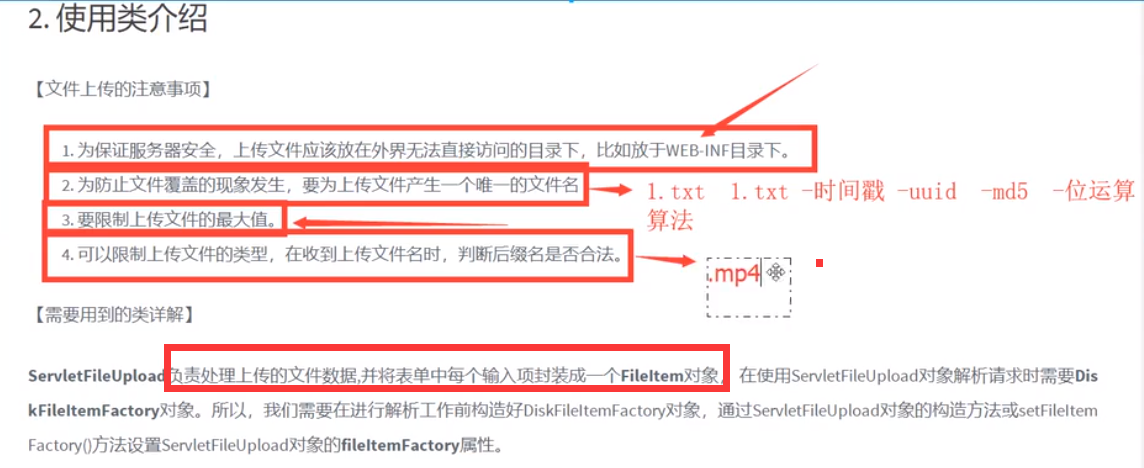 2. 使用类介绍
【文件上传的注意事项】
1. 为保证服务器安全，上传文件应该放在外界无法直接访问的目录下，比如放于WEB-INF目录下。
2. 为防止文件覆盖的现象发生，要为上传文件产生一个唯一的文件名
1.txt 1.txt -时间戳 -uuid -md5 -位运算
算法
3. 要限制上传文件的最大值。
4. 可以限制上传文件的类型，在收到上传文件名时，判断后缀名是否合法。
.mp4
【需要用到的类详解】
ServletFileUpload负责处理上传的文件数据,并将表单中每个输入项封装成一个FileItem对象，在使用ServletFileUpload对象解析请求时需要Dis
kFileItemFactory对象。所以，我们需要在进行解析工作前构造好DiskFileItemFactory对象，通过ServletFileUpload对象的构造方法或setFileItem
Factory()方法设置ServletFileUpload对象的fileItemFactory属性。